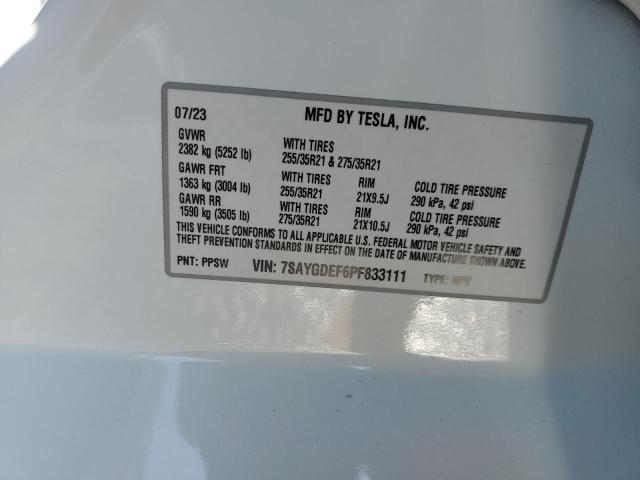 07/23 MFD BY TESLA, INC.
GVWR WITH TIRES
2382 kg (5252 lb) 255/35R21 & 275/35R21
GAWR FRT WITH TIRES RIM COLD TIRE PRESSURE
1363 kg (3004 lb) 255/35R21 21X9.5J 290 kPa, 42 psi
GAWR RR WITH TIRES RIM COLD TIRE PRESSURE
1590 kg (3505 lb) 275/35R21 21X10.5J 290 kPa, 42 psi
THIS VEHICLE CONFORMS TO ALL APPLICABLE U.S. FEDERAL MOTOR VEHICLE SAFETY AND
THEFT PREVENTION STANDARDS IN EFFECT ON THE DATE OF MANUFACTURE SHOWN ABOVE.
PNT: PPSW VIN: 7SAYGDEF6PF833111 TYPE: MPV